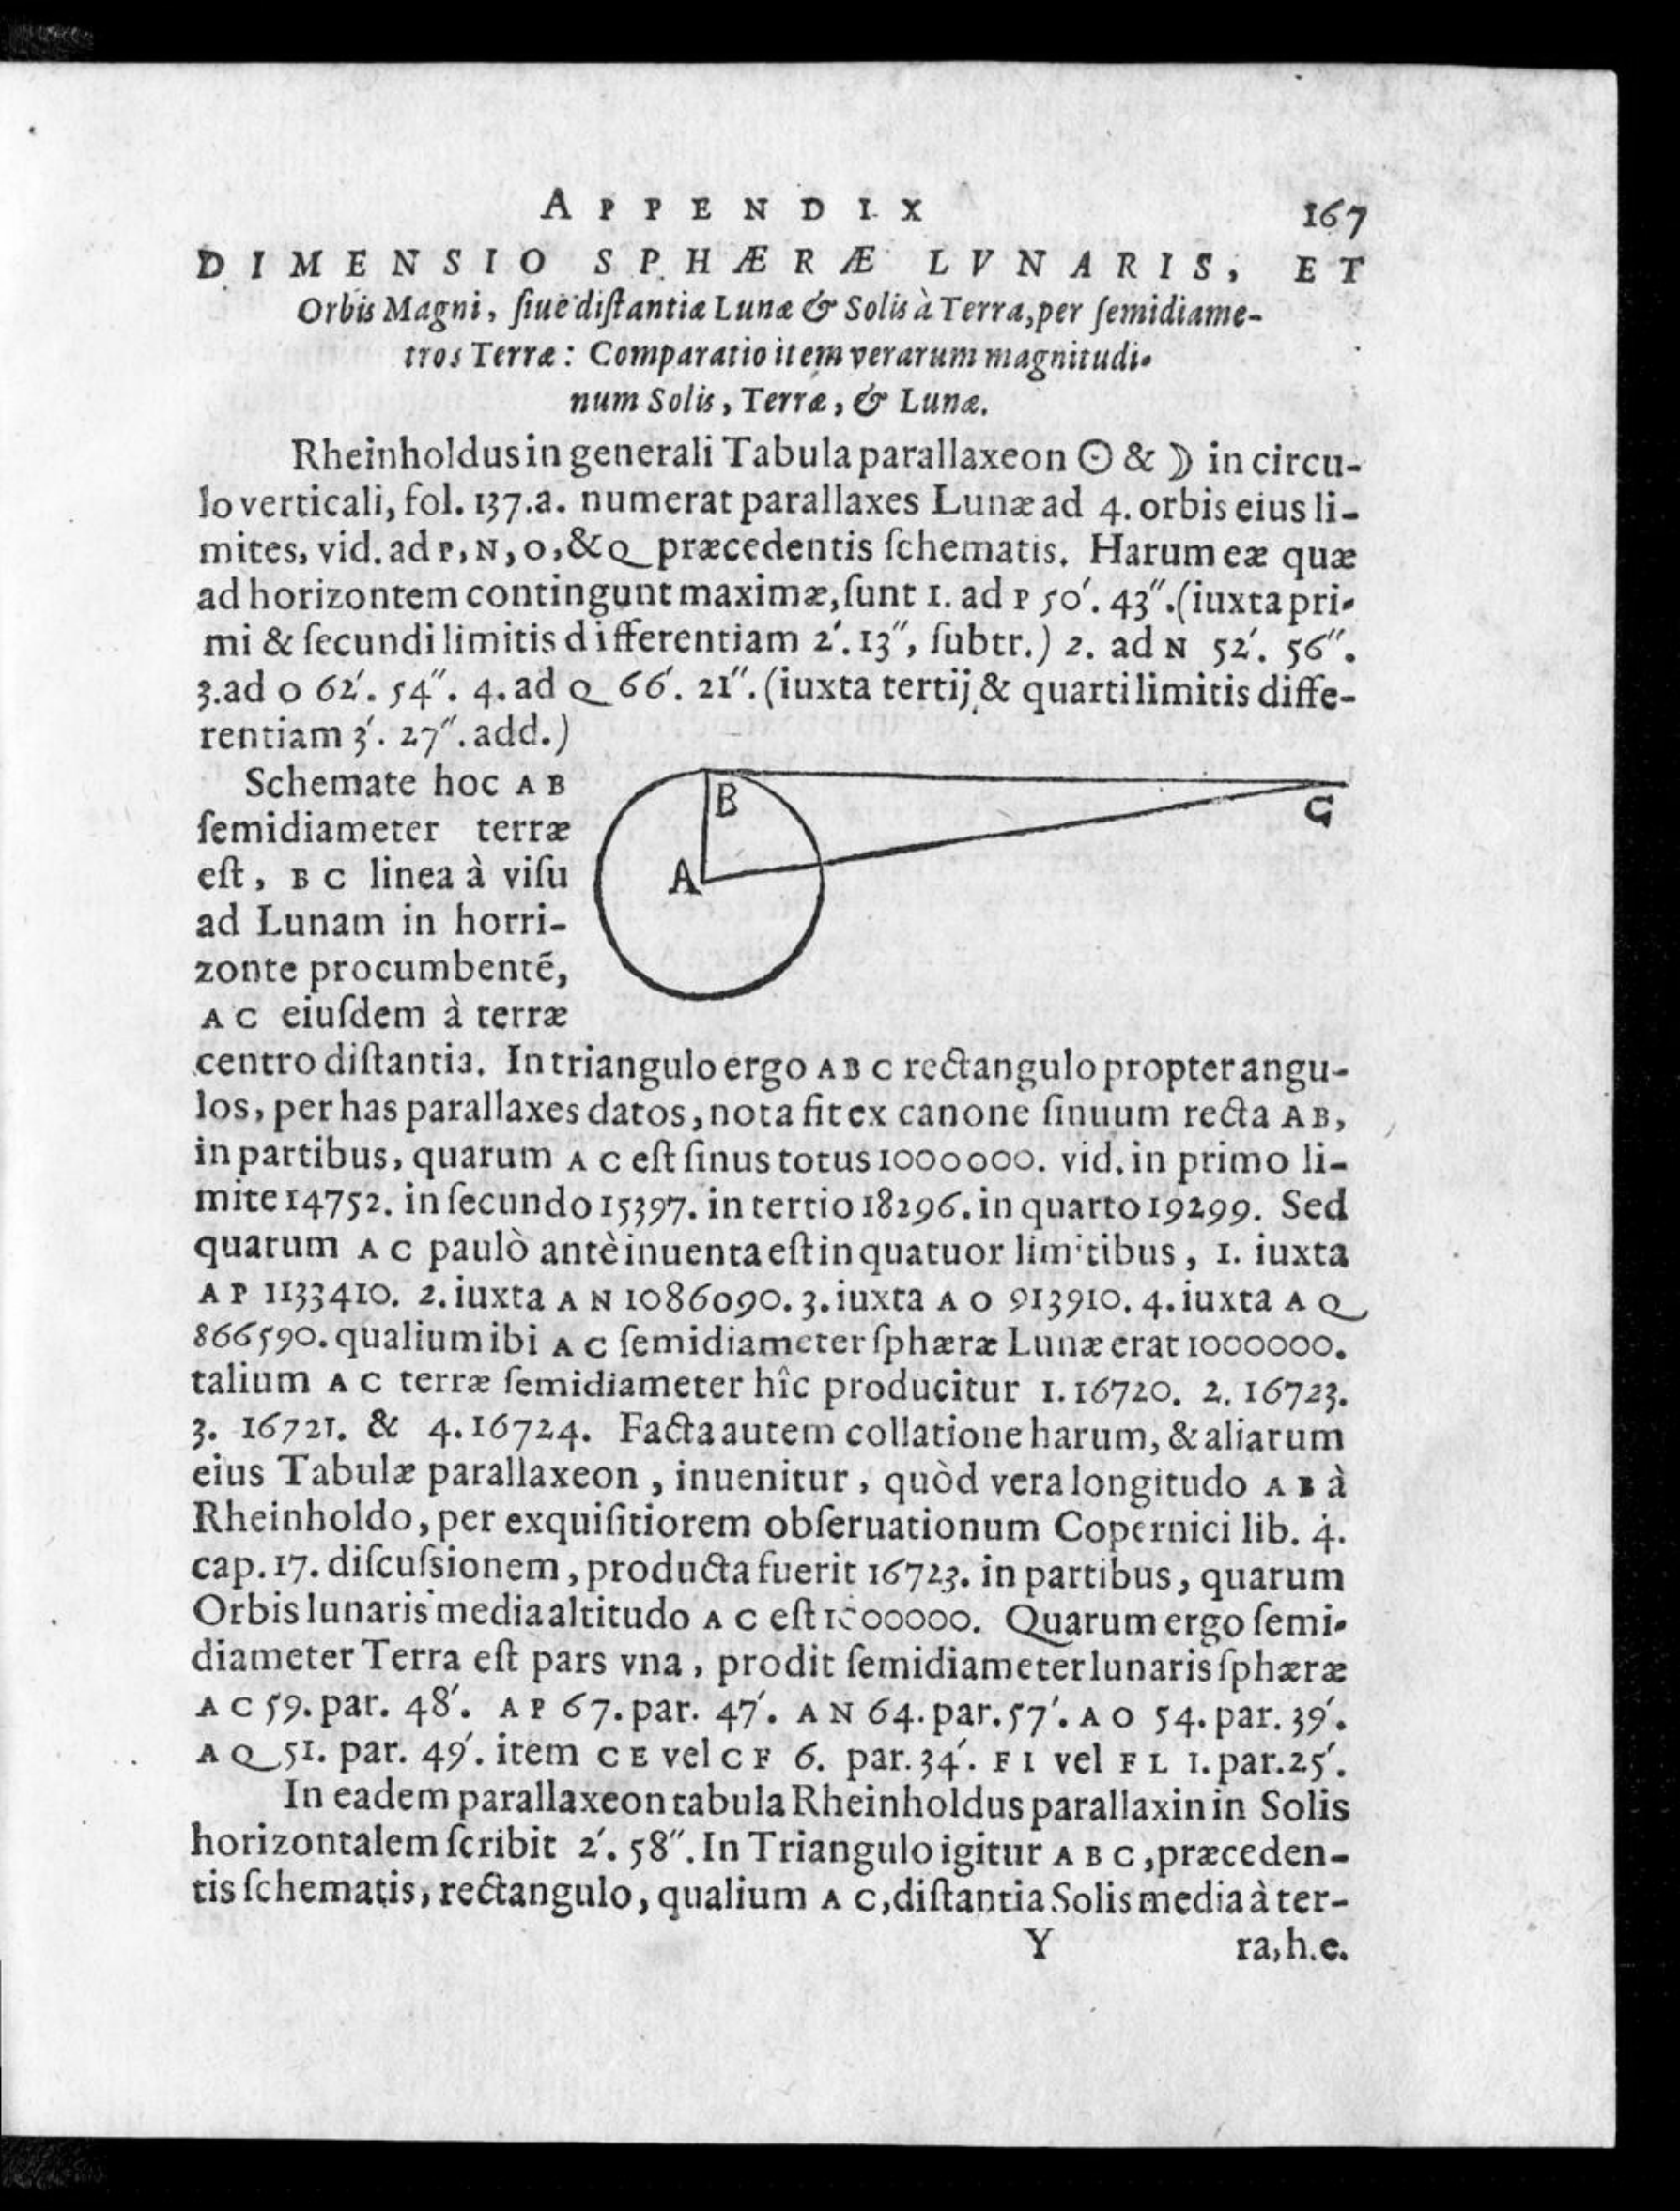 APPENDIX 167
DIMENSIO SPHÆRÆ LVNARIS, ET
Orbis Magni, ſiue diſtantiæ Lunæ & Solis à Terra, per ſemidiame-
tros Terræ: Comparatio item verarum magnitudi-
num Solis, Terræ, & Lunæ.
Rheinholdus in generali Tabula parallaxeon ☉ & ☽ in circu-
lo verticali, fol. 137.a. numerat parallaxes Lunæ ad 4. orbis eius li-
mites, vid. ad P, N, O, & Q præcedentis ſchematis. Harum eæ quæ
ad horizontem contingunt maximæ, ſunt 1. ad P 50′. 43″. (iuxta pri-
mi & ſecundi limitis differentiam 2′. 13″, ſubtr.) 2. ad N 52′. 56″.
3. ad O 62′. 54″. 4. ad Q 66′. 21″. (iuxta tertij & quarti limitis diffe-
rentiam 3′. 27″. add.)
Schemate hoc A B
ſemidiameter terræ
eſt, B C linea à viſu
ad Lunam in horri-
zonte procumbentē,
A C eiuſdem à terræ
B
G
A
centro diſtantia. In triangulo ergo A B C rectangulo propter angu-
los, per has parallaxes datos, nota fit ex canone ſinuum recta A B,
in partibus, quarum A C eſt ſinus totus 1000000. vid. in primo li-
mite 14752. in ſecundo 15397. in tertio 18296. in quarto 19299. Sed
quarum A C paulò antè inuenta eſt in quatuor limitibus, 1. iuxta
A P 1133410. 2. iuxta A N 1086090. 3. iuxta A O 913910. 4. iuxta A Q
866590. qualium ibi A C ſemidiameter ſphæræ Lunæ erat 1000000.
talium A C terræ ſemidiameter hîc producitur 1. 16720. 2. 16723.
3. 16721. & 4. 16724. Facta autem collatione harum, & aliarum
eius Tabulæ parallaxeon, inuenitur, quòd vera longitudo A B à
Rheinholdo, per exquiſitiorem obſeruationum Copernici lib. 4.
cap. 17. diſcuſsionem, producta fuerit 16723. in partibus, quarum
Orbis lunaris media altitudo A C eſt 1000000. Quarum ergo ſemi-
diameter Terra eſt pars vna, prodit ſemidiameter lunaris ſphæræ
A C 59. par. 48′. A P 67. par. 47′. A N 64. par. 57′. A O 54. par. 39′.
A Q 51. par. 49′. item C E vel C F 6. par. 34′. F I vel F L 1. par. 25′.
In eadem parallaxeon tabula Rheinholdus parallaxin in Solis
horizontalem ſcribit 2′. 58″. In Triangulo igitur A B C, præceden-
tis ſchematis, rectangulo, qualium A C, diſtantia Solis media à ter-
Y ra, h.e.